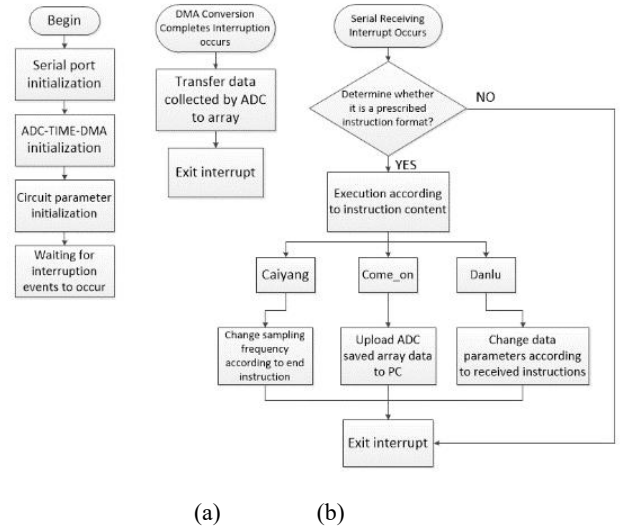 Begin
Serial port
initialization
ADC-TIME-DMA
initialization
Circuit parameter
initialization
Waiting for
interruption
events to occur
DMA Conversion
Completes Interruption
occurs
Transfer data
collected by ADC
to array
Exit interrupt
Serial Receiving
Interrupt Occurs
Determine whether
it is a prescribed
instruction format?
NO
YES
Execution according
to instruction content
Caiyang
Come_on
Danlu
Change sampling
frequency
according to end
instruction
Upload ADC
saved array data
to PC
Change data
parameters according
to received instructions
Exit interrupt
(a)
(b)